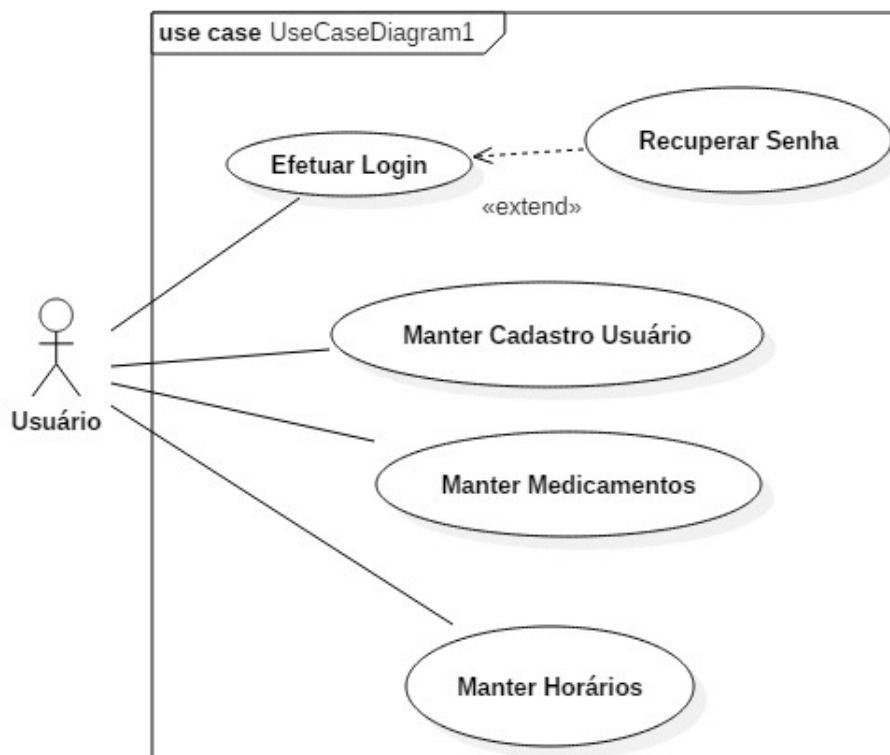 use case UseCaseDiagram1
Recuperar Senha
Efetuar Login
«extend»
Manter Cadastro Usuário
Usuário
Manter Medicamentos
Manter Horários